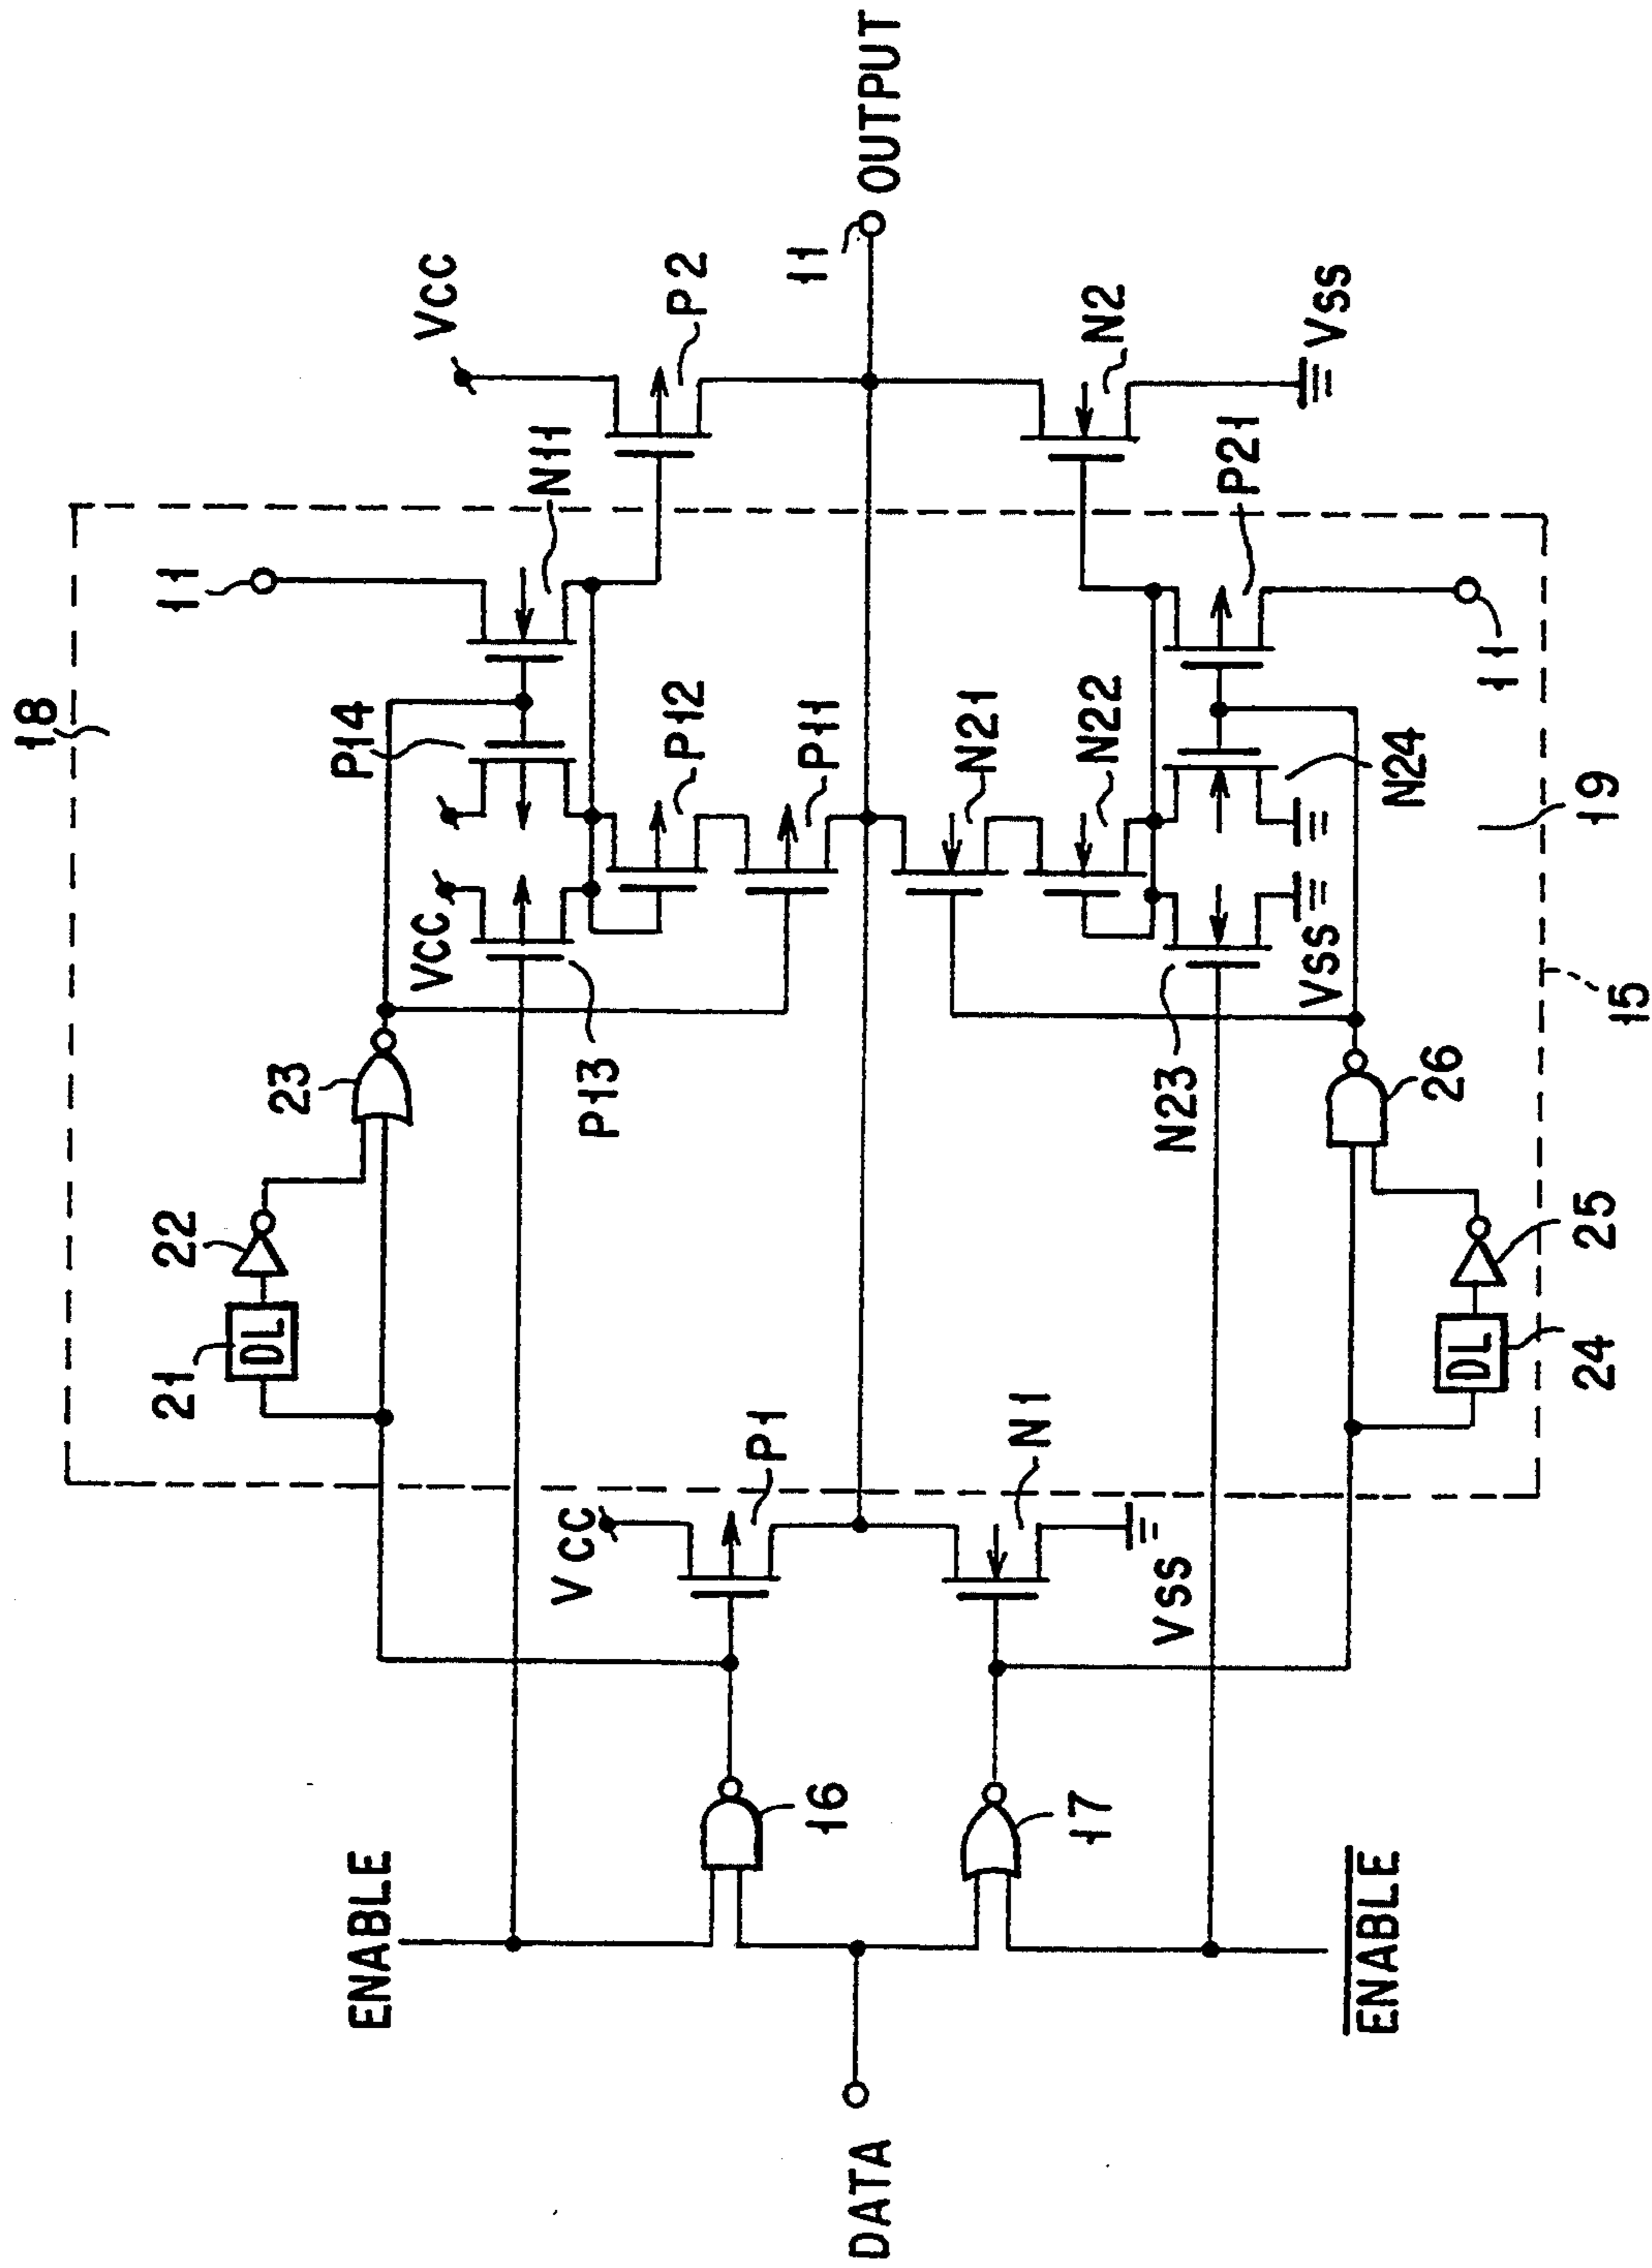 18
11
VCC
N11
P14
P2
11
OUTPUT
P12
VCC
P11
23
22
21
DL
P13
P1
VCC
ENABLE
16
DATA
17
N1
VSS
N21
N22
N2
VSS
P21
N24
N23
VSS
11
19
15
26
25
DL
24
ENABLE